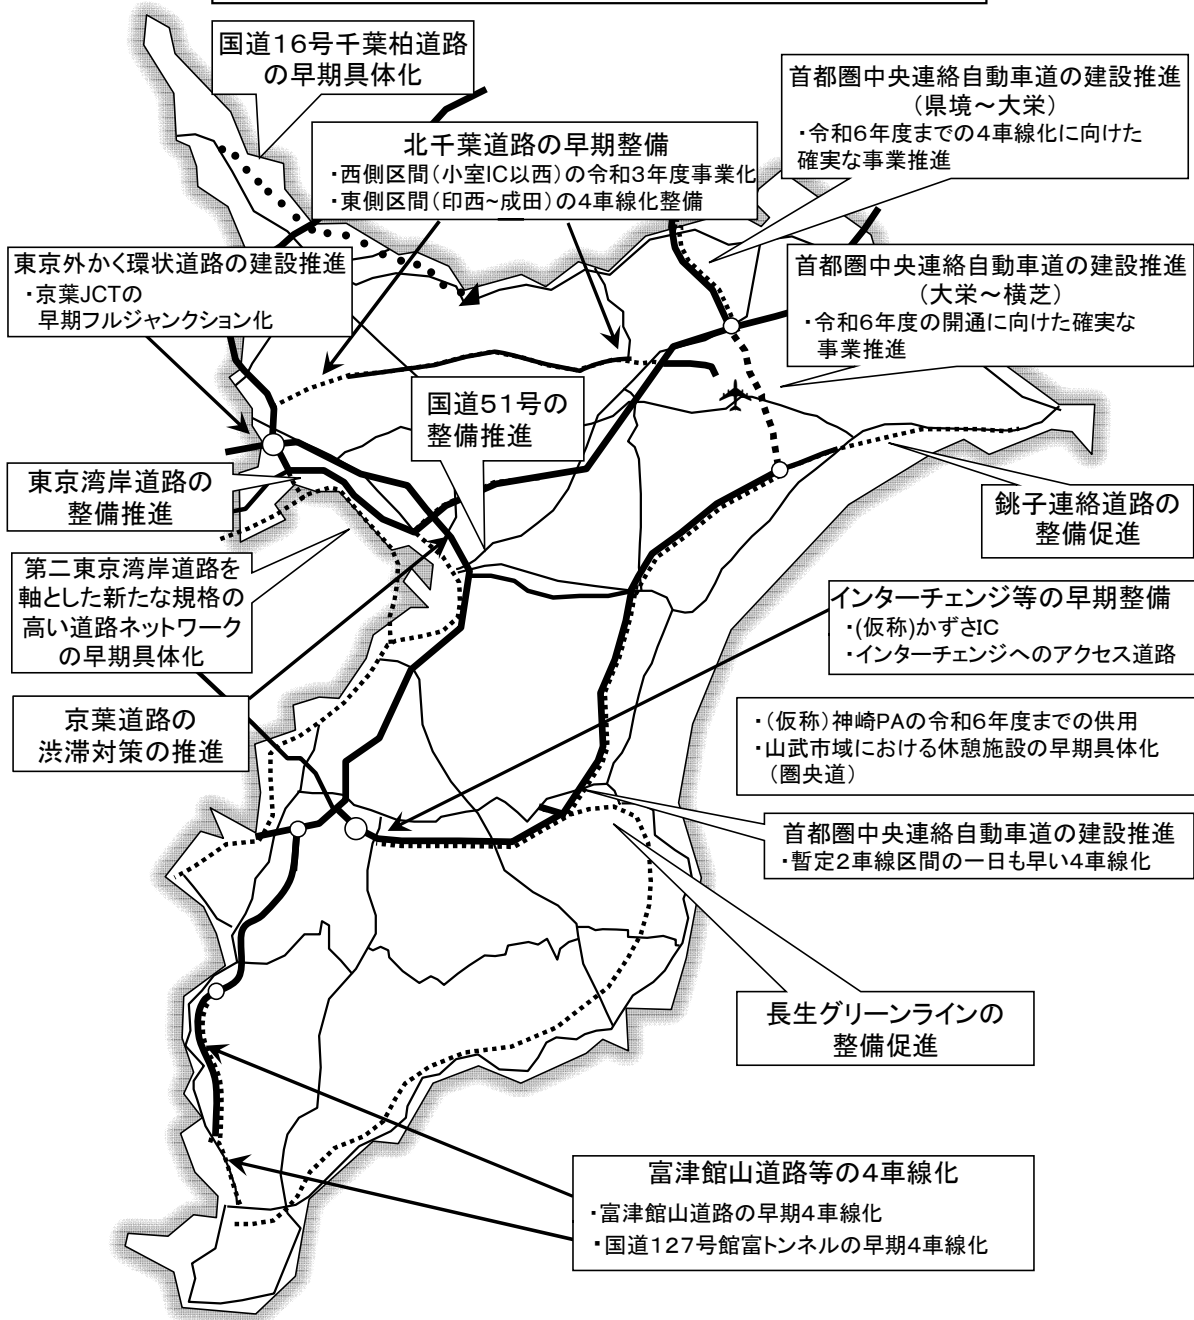 国道16号千葉柏道路
の早期具体化
首都圏中央連絡自動車道の建設推進
(県境～大栄)
・令和6年度までの4車線化に向けた
確実な事業推進
北千葉道路の早期整備
・西側区間(小室IC以西)の令和3年度事業化
・東側区間(印西~成田)の4車線化整備
東京外かく環状道路の建設推進
・京葉JCTの
早期フルジャンクション化
首都圏中央連絡自動車道の建設推進
(大栄～横芝)
・令和6年度の開通に向けた確実な
事業推進
国道51号の
整備推進
東京湾岸道路の
整備推進
銚子連絡道路の
整備促進
第二東京湾岸道路を
軸とした新たな規格の
高い道路ネットワーク
の早期具体化
インターチェンジ等の早期整備
・(仮称)かずさIC
・インターチェンジへのアクセス道路
京葉道路の
渋滞対策の推進
・(仮称)神崎PAの令和6年度までの供用
・山武市域における休憩施設の早期具体化
(圏央道)
首都圏中央連絡自動車道の建設推進
・暫定2車線区間の一日も早い4車線化
長生グリーンラインの
整備促進
富津館山道路等の4車線化
・富津館山道路の早期4車線化
・国道127号館富トンネルの早期4車線化